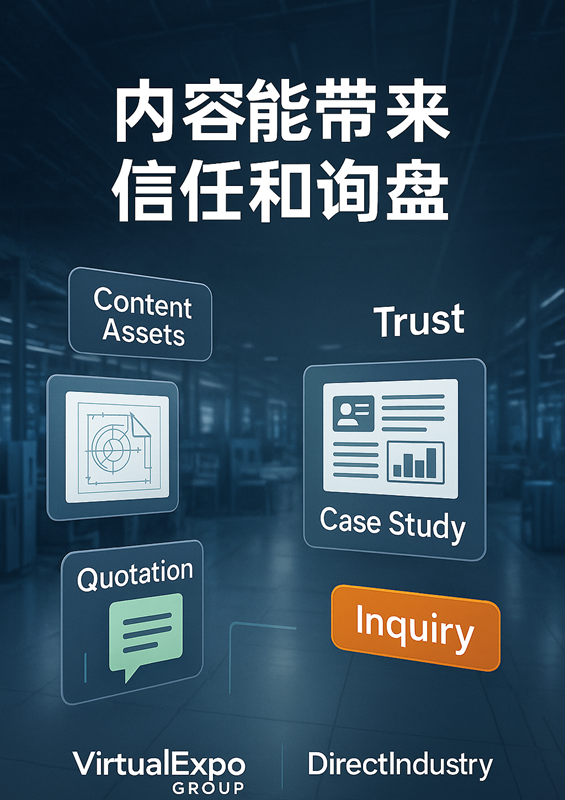 内容能带来
信任和询盘
Content
Assets
Trust
Case Study
Quotation
Inquiry
VirtualExpo
GROUP
DirectIndustry